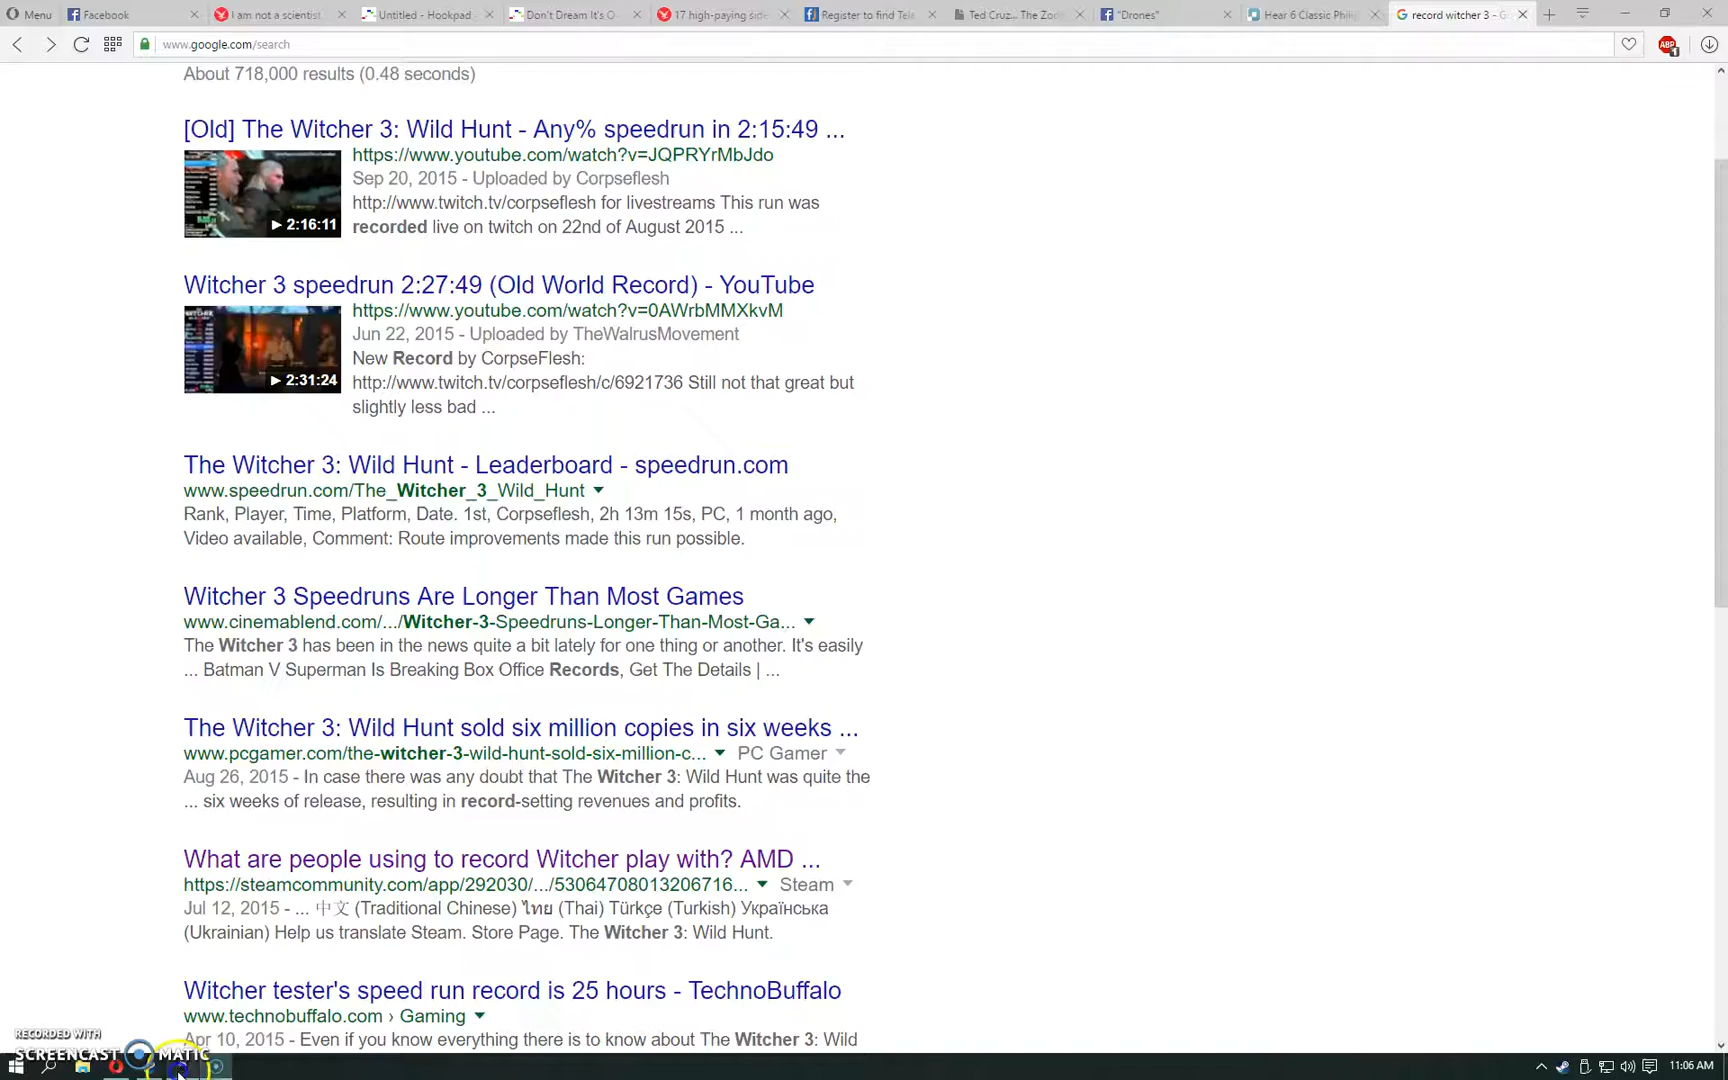 Menu
Facebook
I am not a scientist
Untitled - Hookpad
Don't Dream It's O
17 high-paying side
Register to find Tela
Ted Cruz... The Zod
"Drones"
Hear 6 Classic Phili
record witcher 3 - G
www.google.com/search
ABP
1
About 718,000 results (0.48 seconds)
[Old] The Witcher 3: Wild Hunt - Any% speedrun in 2:15:49 ...
https://www.youtube.com/watch?v=JQPRYrMbJdo
Sep 20, 2015 - Uploaded by Corpseflesh
http://www.twitch.tv/corpseflesh for livestreams This run was
recorded live on twitch on 22nd of August 2015 ...
2:16:11
Witcher 3 speedrun 2:27:49 (Old World Record) - YouTube
https://www.youtube.com/watch?v=0AWrbMMXkvM
Jun 22, 2015 - Uploaded by TheWalrusMovement
New Record by CorpseFlesh:
http://www.twitch.tv/corpseflesh/c/6921736 Still not that great but
slightly less bad ...
2:31:24
The Witcher 3: Wild Hunt - Leaderboard - speedrun.com
www.speedrun.com/The_Witcher_3_Wild_Hunt
Rank, Player, Time, Platform, Date. 1st, Corpseflesh, 2h 13m 15s, PC, 1 month ago,
Video available, Comment: Route improvements made this run possible.
Witcher 3 Speedruns Are Longer Than Most Games
www.cinemablend.com/.../Witcher-3-Speedruns-Longer-Than-Most-Ga...
The Witcher 3 has been in the news quite a bit lately for one thing or another. It's easily
... Batman V Superman Is Breaking Box Office Records, Get The Details | ...
The Witcher 3: Wild Hunt sold six million copies in six weeks ...
www.pcgamer.com/the-witcher-3-wild-hunt-sold-six-million-c... PC Gamer
Aug 26, 2015 - In case there was any doubt that The Witcher 3: Wild Hunt was quite the
... six weeks of release, resulting in record-setting revenues and profits.
What are people using to record Witcher play with? AMD ...
https://steamcommunity.com/app/292030/.../53064708013206716... Steam
Jul 12, 2015 - ... 中文 (Traditional Chinese) ไทย (Thai) Türkçe (Turkish) Українська
(Ukrainian) Help us translate Steam. Store Page. The Witcher 3: Wild Hunt.
Witcher tester's speed run record is 25 hours - TechnoBuffalo
www.technobuffalo.com › Gaming
Apr 10, 2015 - Even if you know everything there is to know about The Witcher 3: Wild
RECORDED WITH
SCREENCAST MATIC
11:06 AM